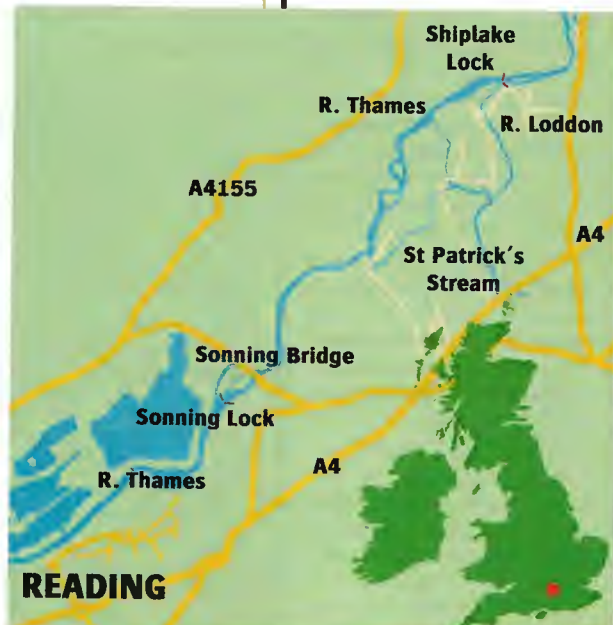 Shiplake
Lock
R. Thames
R. Loddon
A4155
A4
St Patrick´s
Stream
Sonning Bridge
Sonning Lock
A4
R. Thames
READING